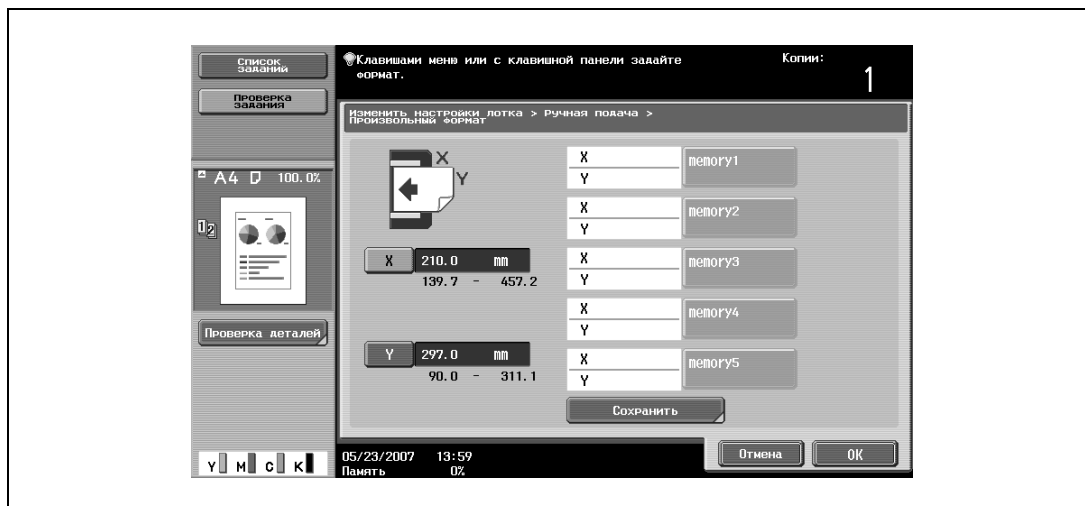 Список
заданий
Проверка
задания
Клавишами меню или с клавишной панели задайте
формат.
Копии:
1
Изменить настройки лотка > Ручная подача >
Произвольный формат
A4 100.0%
1 2
Проверка деталей
X
Y
X 210.0 mm
139.7 - 457.2
Y 297.0 mm
90.0 - 311.1
X
Y
memory1
X
Y
memory2
X
Y
memory3
X
Y
memory4
X
Y
memory5
Сохранить
Y M C K
05/23/2007 13:59
Память 0%
Отмена
OK